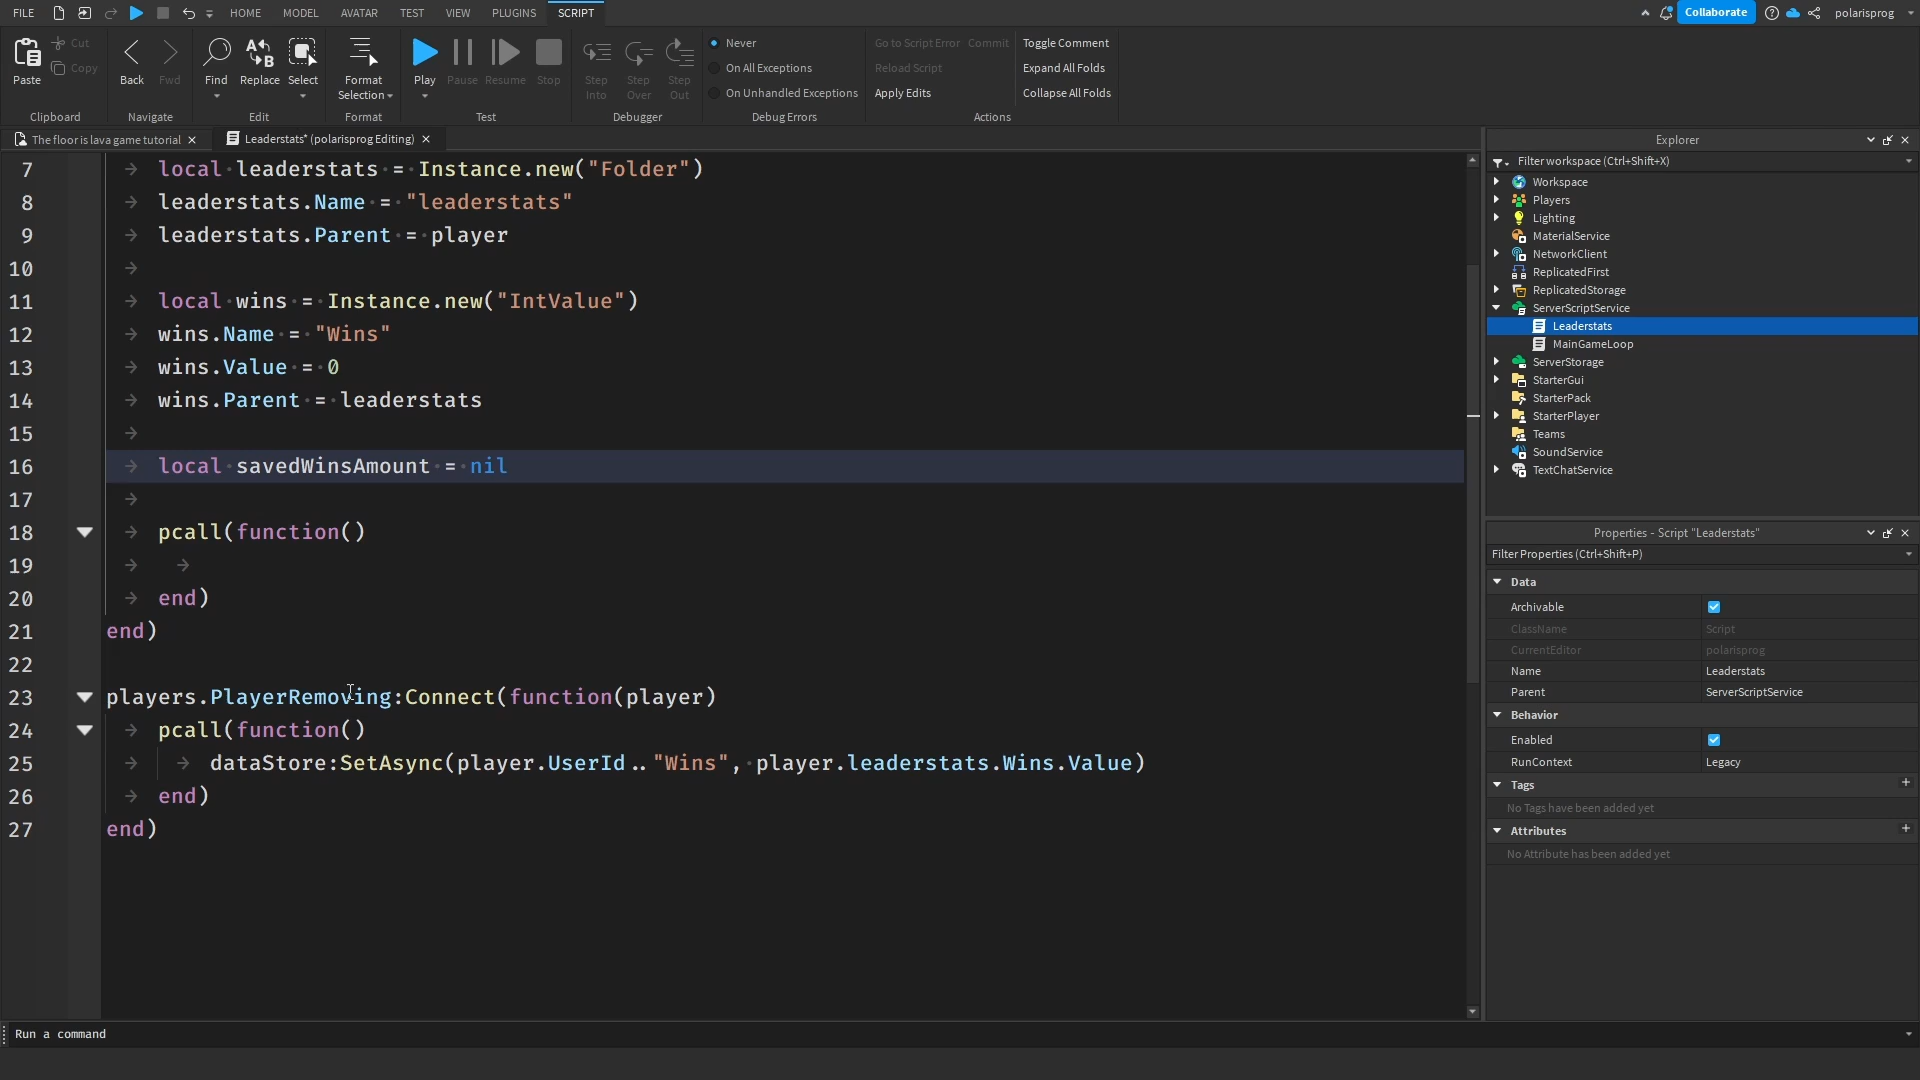 FILE HOME MODEL AVATAR TEST VIEW PLUGINS SCRIPT Collaborate polarisprog
Paste Cut Copy Back Fwd Find Replace Select Format Selection Play Pause Resume Stop Step Into Step Over Step Out
Never
On All Exceptions
On Unhandled Exceptions
Go to Script Error Commit
Reload Script
Apply Edits
Toggle Comment
Expand All Folds
Collapse All Folds
Clipboard Navigate Edit Format Test Debugger Debug Errors Actions
The floor is lava game tutorial Leaderstats* (polarisprog Editing)
7 local leaderstats = Instance.new("Folder")
8 leaderstats.Name = "leaderstats"
9 leaderstats.Parent = player
10
11 local wins = Instance.new("IntValue")
12 wins.Name = "Wins"
13 wins.Value = 0
14 wins.Parent = leaderstats
15
16 local savedWinsAmount = nil
17
18 pcall(function()
19
20 end)
21 end)
22
23 players.PlayerRemoving:Connect(function(player)
24 pcall(function()
25 dataStore:SetAsync(player.UserId.."Wins", player.leaderstats.Wins.Value)
26 end)
27 end)
Explorer
Filter workspace (Ctrl+Shift+X)
Workspace
Players
Lighting
MaterialService
NetworkClient
ReplicatedFirst
ReplicatedStorage
ServerScriptService
Leaderstats
MainGameLoop
ServerStorage
StarterGui
StarterPack
StarterPlayer
Teams
SoundService
TextChatService
Properties - Script "Leaderstats"
Filter Properties (Ctrl+Shift+P)
Data
Archivable
ClassName Script
CurrentEditor polarisprog
Name Leaderstats
Parent ServerScriptService
Behavior
Enabled
RunContext Legacy
Tags
No Tags have been added yet
Attributes
No Attribute has been added yet
Run a command